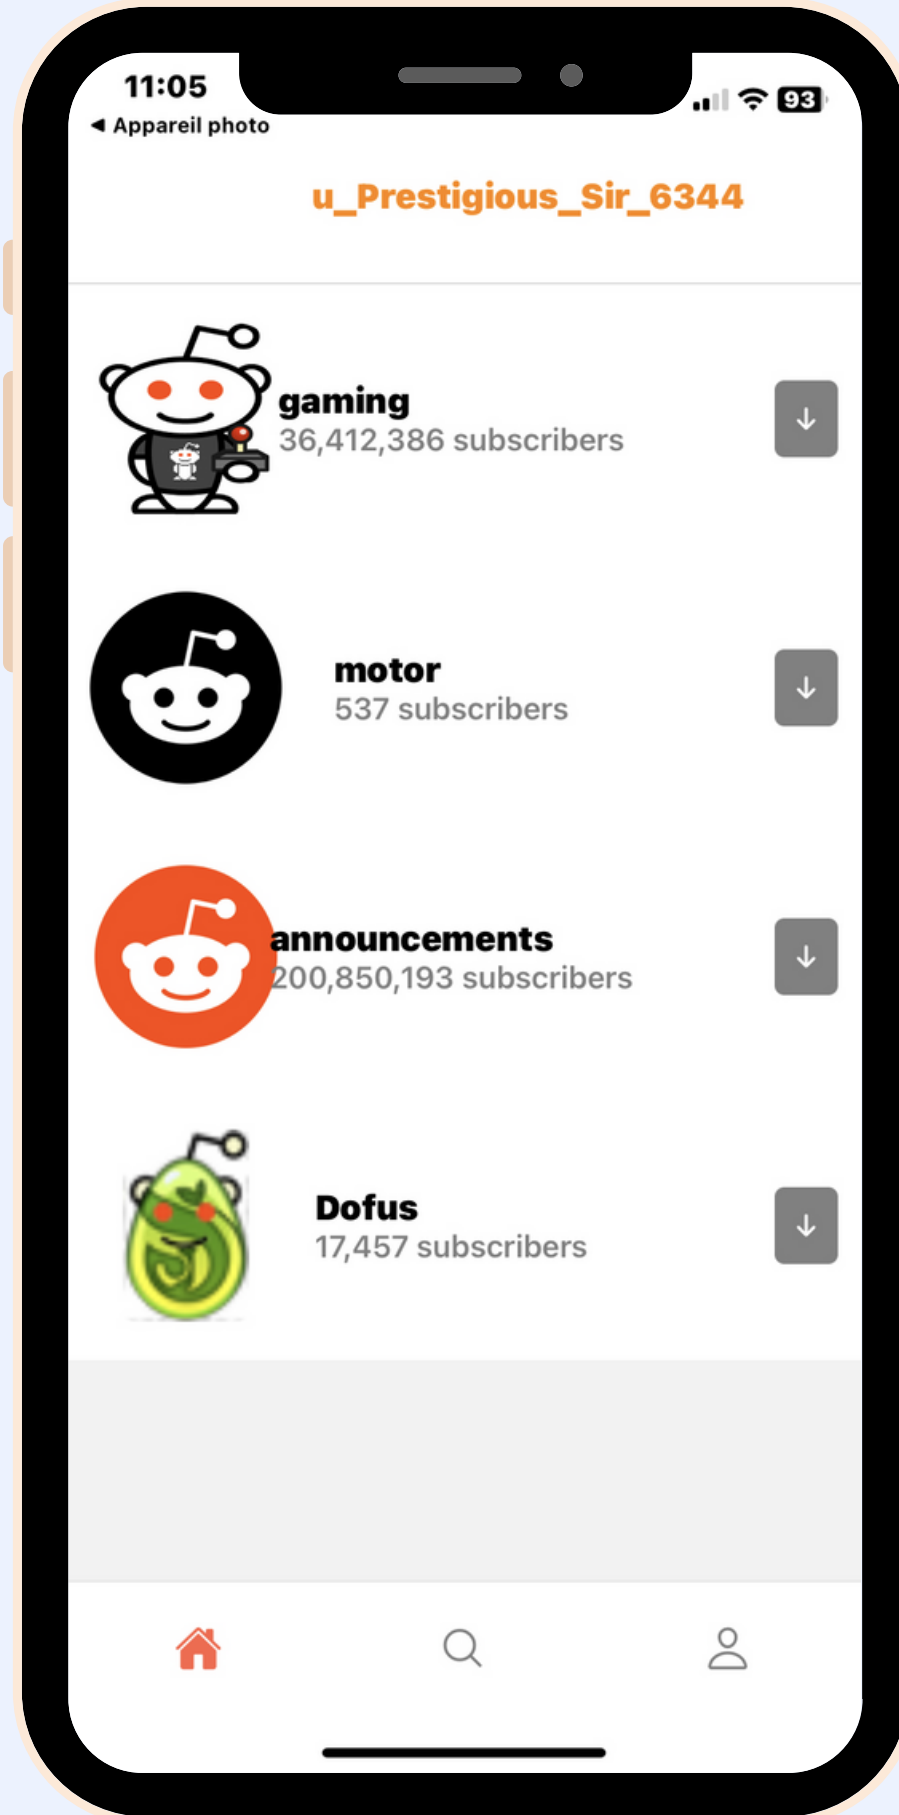 11:05
93
◀ Appareil photo
u_Prestigious_Sir_6344
gaming
36,412,386 subscribers
motor
537 subscribers
announcements
200,850,193 subscribers
Dofus
17,457 subscribers